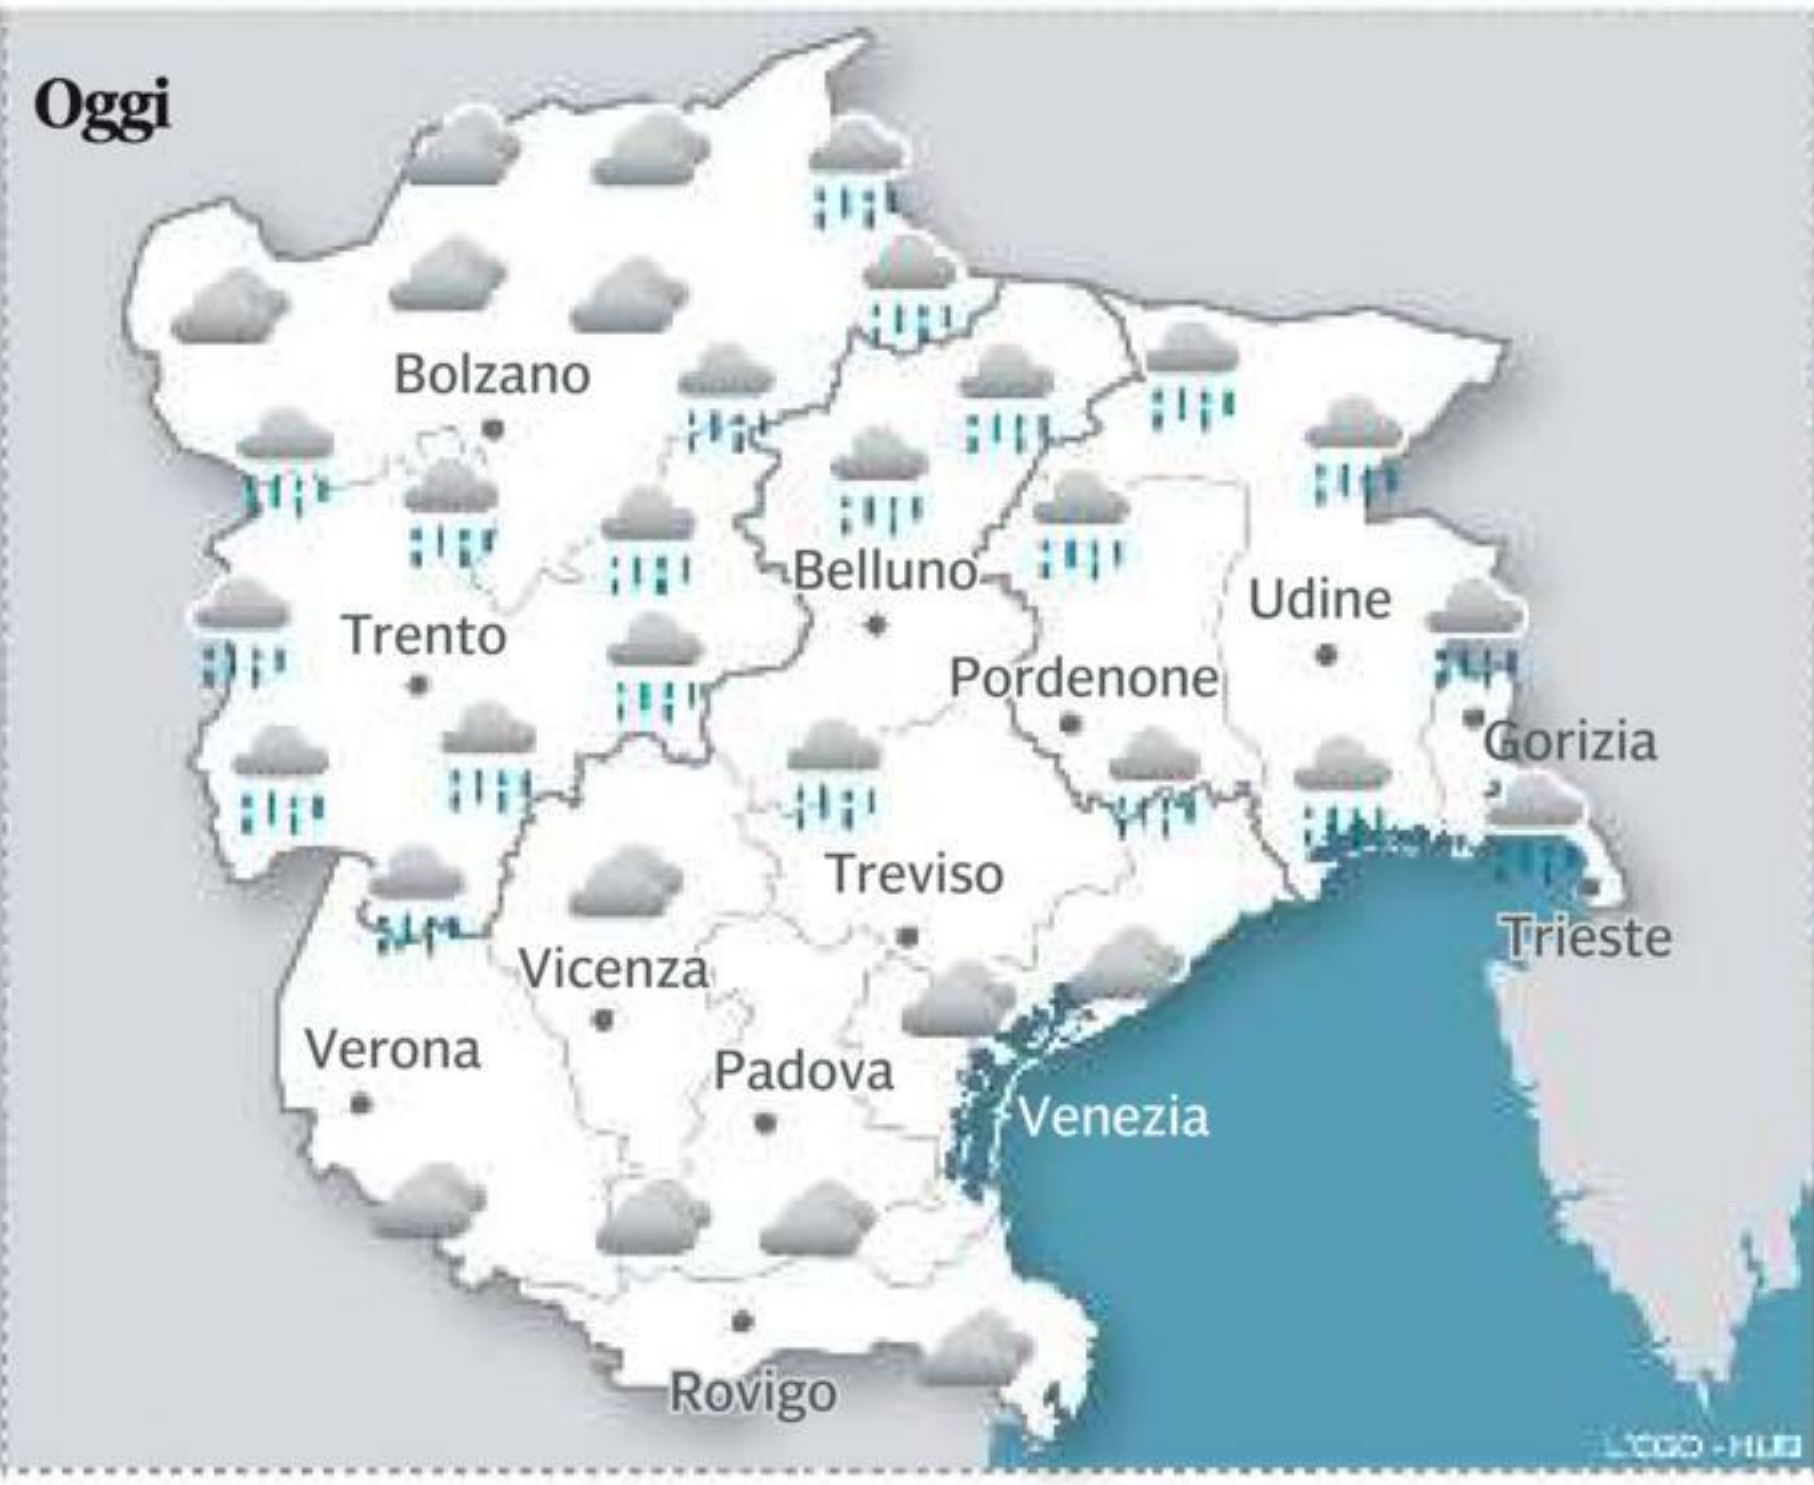 Oggi
Bolzano
Belluno
Udine
Trento
Pordenone
Gorizia
Treviso
Trieste
Vicenza
Verona
Padova
Venezia
Rovigo